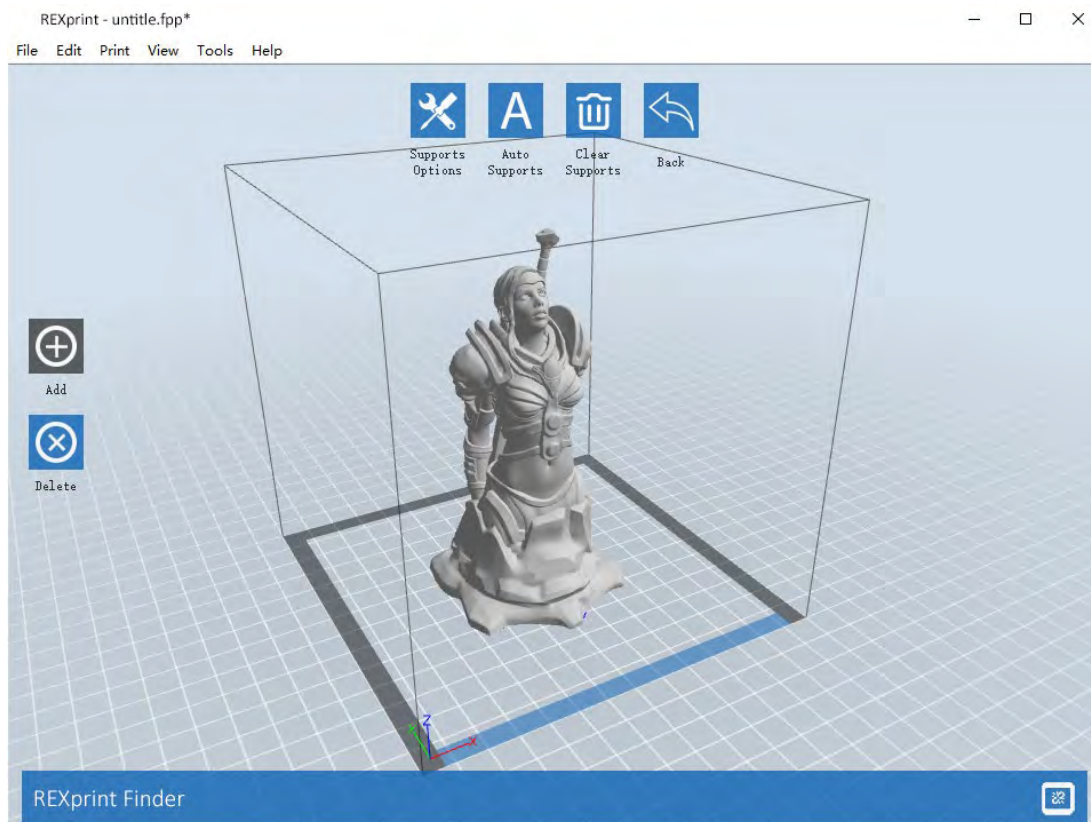 REXprint - untitle.fpp*
File Edit Print View Tools Help
A
Supports
Options
Auto
Supports
Clear
Supports
Back
Add
Delete
Z
X
REXprint Finder